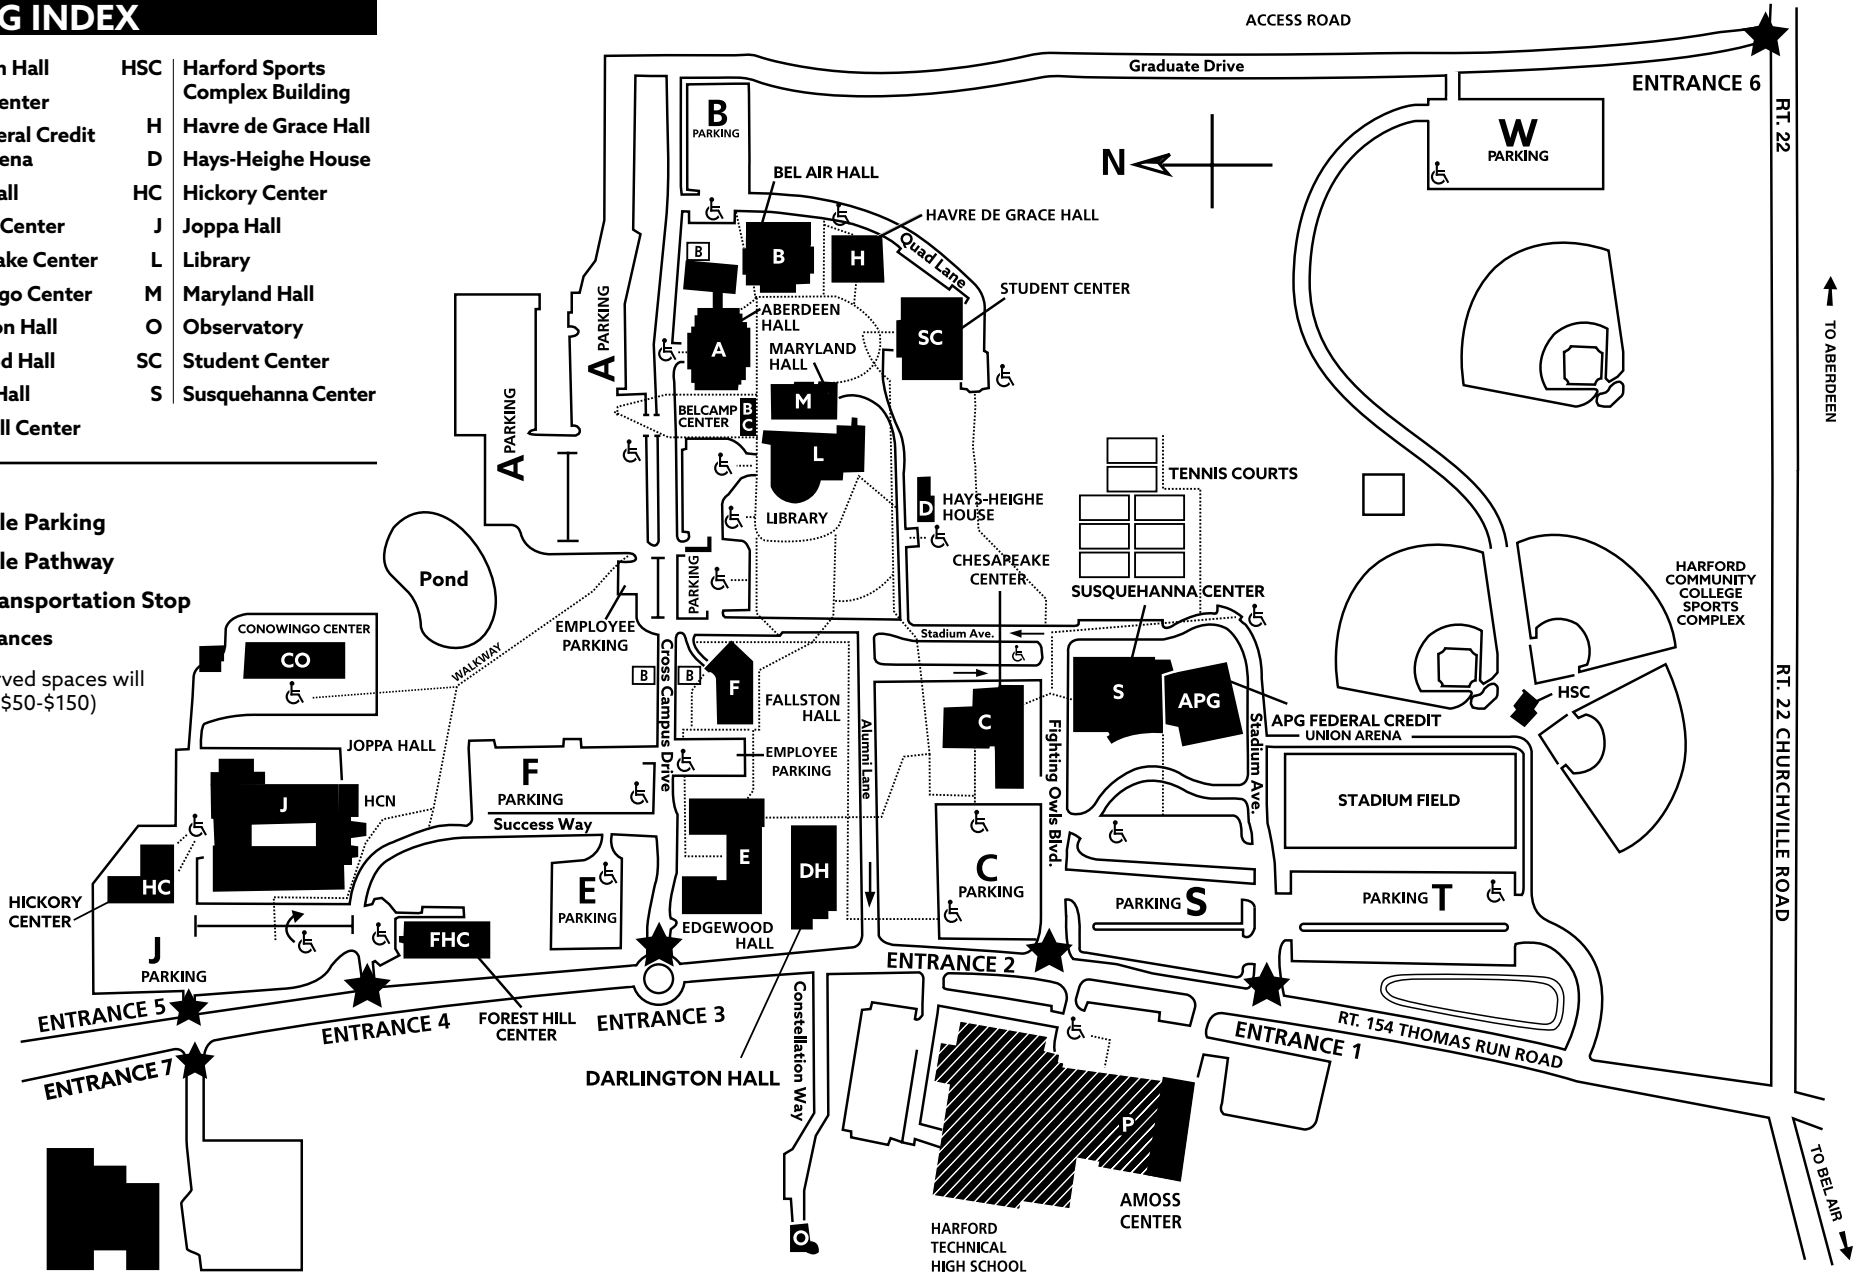 G INDEX
n Hall
enter
eral Credit
ena
all
Center
ake Center
go Center
on Hall
d Hall
Hall
ll Center
HSC Harford Sports
Complex Building
H Havre de Grace Hall
D Hays-Heighe House
HC Hickory Center
J Joppa Hall
L Library
M Maryland Hall
O Observatory
SC Student Center
S Susquehanna Center
le Parking
le Pathway
ansportation Stop
ances
rved spaces will
$50-$150)
ACCESS ROAD
Graduate Drive
ENTRANCE 6
RT. 22
W
PARKING
B
PARKING
N
BEL AIR HALL
HAVRE DE GRACE HALL
Quad Lane
B
B
H
STUDENT CENTER
SC
ABERDEEN
HALL
A
MARYLAND
HALL
M
A PARKING
A PARKING
BELCAMP
CENTER
B
C
L
LIBRARY
D
HAYS-HEIGHE
HOUSE
TENNIS COURTS
TO ABERDEEN
CHESAPEAKE
CENTER
SUSQUEHANNA CENTER
HARFORD
COMMUNITY
COLLEGE
SPORTS
COMPLEX
Pond
PARKING L
EMPLOYEE
PARKING
CONOWINGO CENTER
CO
WALKWAY
Stadium Ave.
B
B
Cross Campus Drive
F
FALLSTON
HALL
Alumni Lane
C
Fighting Owls Blvd.
S
APG
Stadium Ave.
APG FEDERAL CREDIT
UNION ARENA
HSC
RT. 22 CHURCHVILLE ROAD
JOPPA HALL
J
HCN
F
PARKING
EMPLOYEE
PARKING
Success Way
STADIUM FIELD
HC
HICKORY
CENTER
E
PARKING
E
DH
EDGEWOOD
HALL
C
PARKING
PARKING S
PARKING T
J
PARKING
FHC
FOREST HILL
CENTER
ENTRANCE 5
ENTRANCE 4
ENTRANCE 3
ENTRANCE 2
ENTRANCE 1
ENTRANCE 7
RT. 154 THOMAS RUN ROAD
DARLINGTON HALL
Constellation Way
O
P
AMOSS
CENTER
HARFORD
TECHNICAL
HIGH SCHOOL
TO BEL AIR